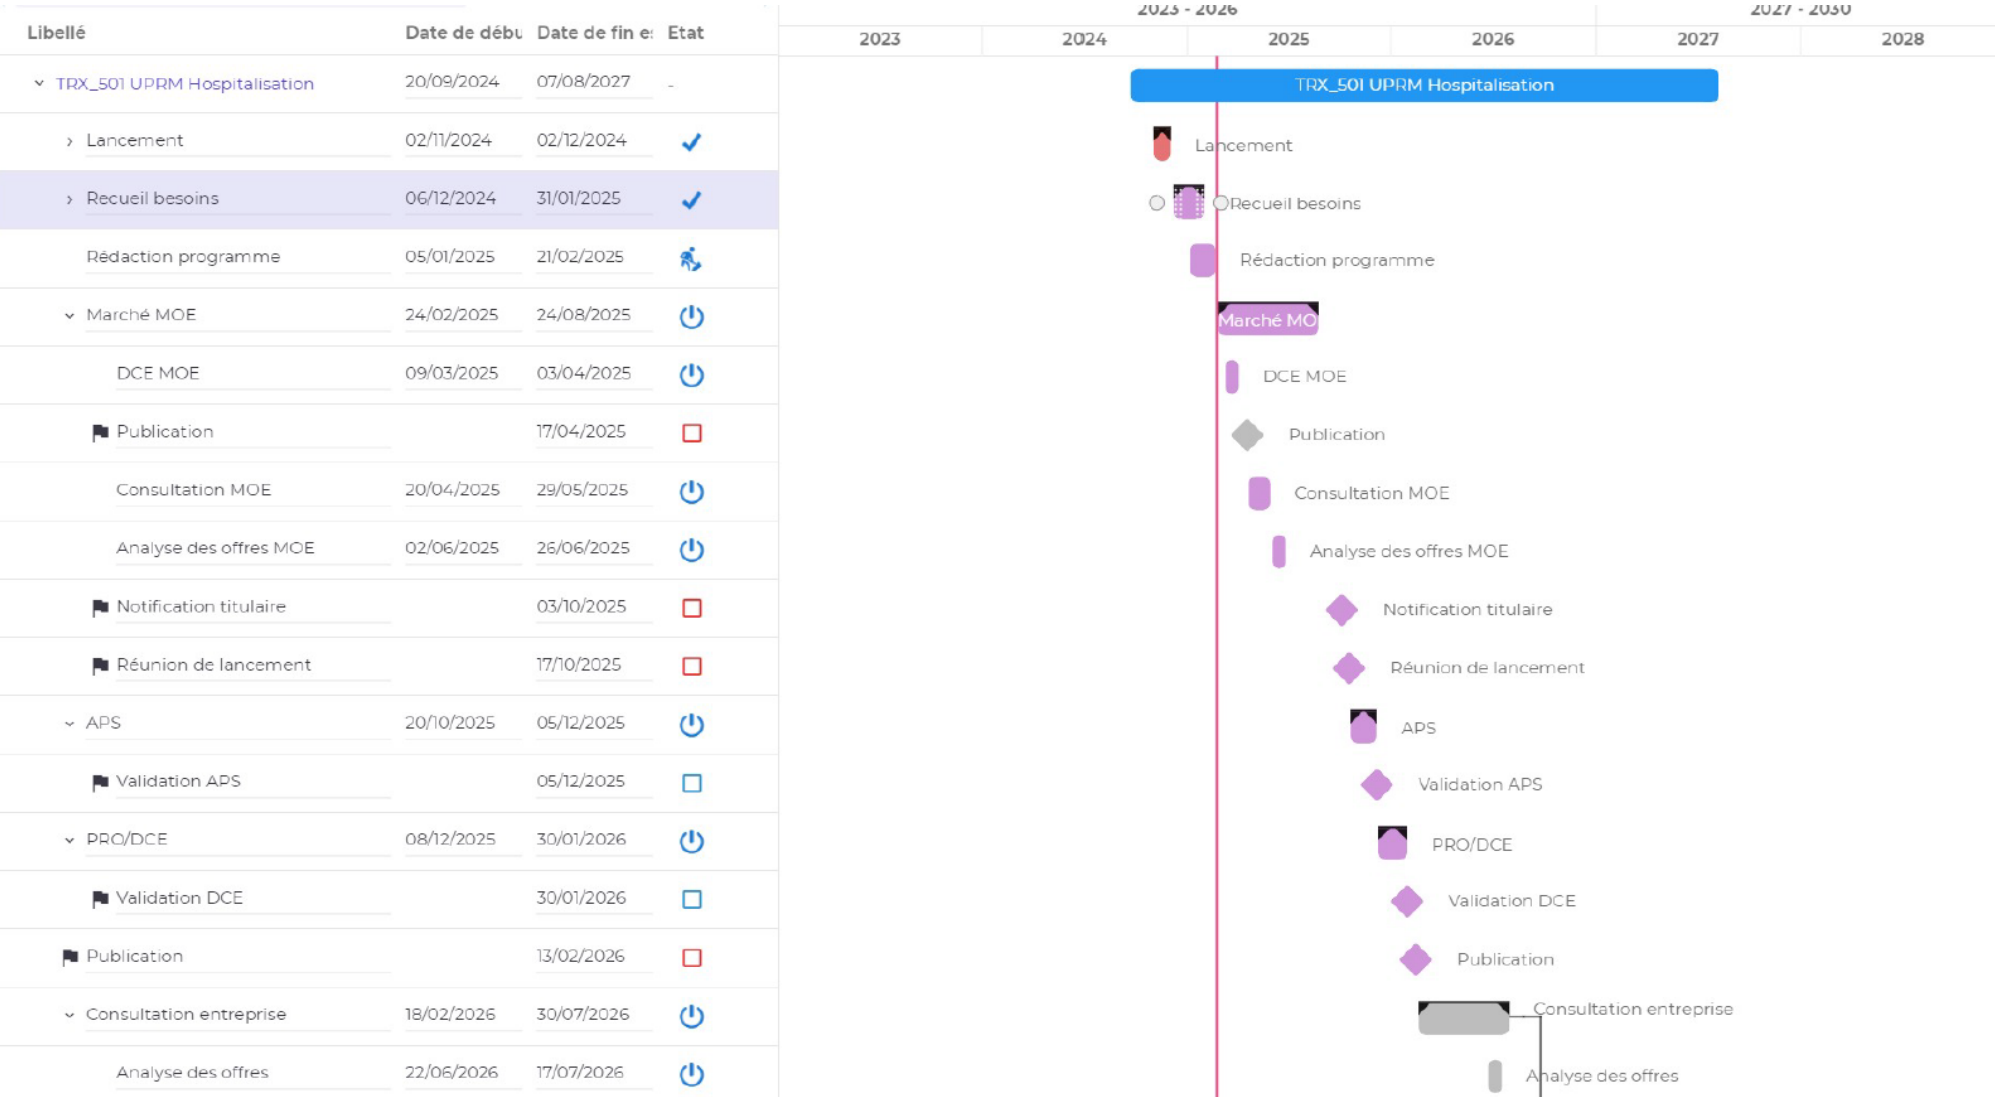 2023 - 2026 2027 - 2030
Libellé Date de débu Date de fin e: Etat 2023 2024 2025 2026 2027 2028
TRX_501 UPRM Hospitalisation 20/09/2024 07/08/2027 - TRX_501 UPRM Hospitalisation
Lancement 02/11/2024 02/12/2024 Lancement
Recueil besoins 06/12/2024 31/01/2025 Recueil besoins
Rédaction programme 05/01/2025 21/02/2025 Rédaction programme
Marché MOE 24/02/2025 24/08/2025 Marché MO
DCE MOE 09/03/2025 03/04/2025 DCE MOE
Publication 17/04/2025 Publication
Consultation MOE 20/04/2025 29/05/2025 Consultation MOE
Analyse des offres MOE 02/06/2025 26/06/2025 Analyse des offres MOE
Notification titulaire 03/10/2025 Notification titulaire
Réunion de lancement 17/10/2025 Réunion de lancement
APS 20/10/2025 05/12/2025 APS
Validation APS 05/12/2025 Validation APS
PRO/DCE 08/12/2025 30/01/2026 PRO/DCE
Validation DCE 30/01/2026 Validation DCE
Publication 13/02/2026 Publication
Consultation entreprise 18/02/2026 30/07/2026 Consultation entreprise
Analyse des offres 22/06/2026 17/07/2026 Analyse des offres